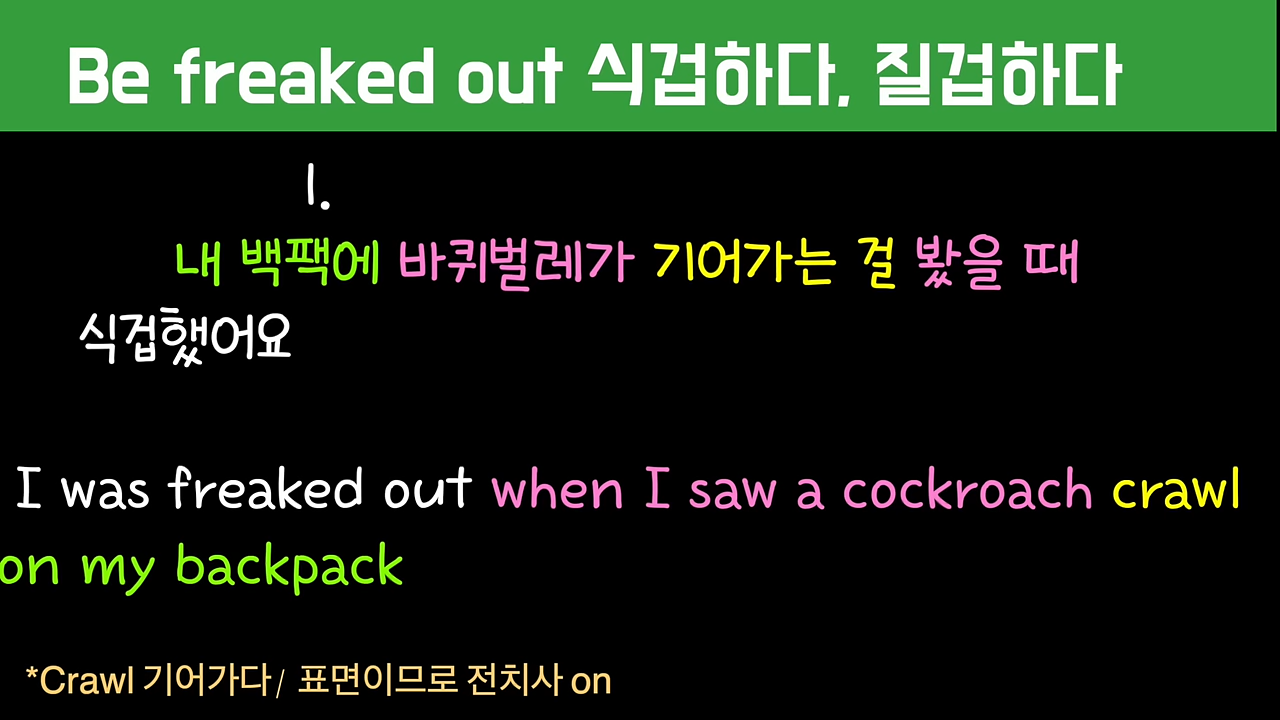 Be freaked out 식겁하다, 질겁하다
1.
내 백팩에 바퀴벌레가 기어가는 걸 봤을 때
식겁했어요
I was freaked out when I saw a cockroach crawl
on my backpack
*Crawl 기어가다/ 표면이므로 전치사 on